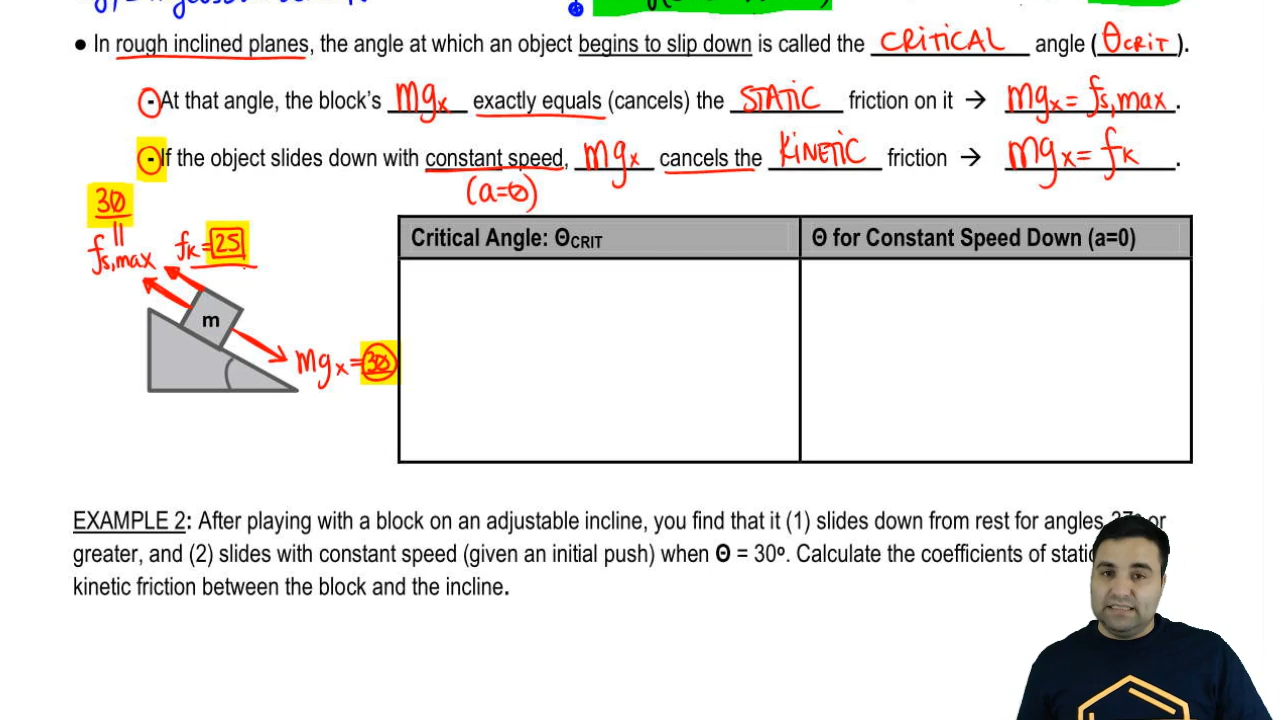 ● In rough inclined planes, the angle at which an object begins to slip down is called the CRITICAL angle (θCRIT).
- At that angle, the block's mgx exactly equals (cancels) the STATIC friction on it → mgx = fs,max.
- If the object slides down with constant speed, mgx cancels the KINETIC friction → mgx = fk.
(a=0)
30
||
fs,max
fk = 25
m
mgx = 30
Critical Angle: ΘCRIT
Θ for Constant Speed Down (a=0)
EXAMPLE 2: After playing with a block on an adjustable incline, you find that it (1) slides down from rest for angles or
greater, and (2) slides with constant speed (given an initial push) when Θ = 30º. Calculate the coefficients of
kinetic friction between the block and the incline.